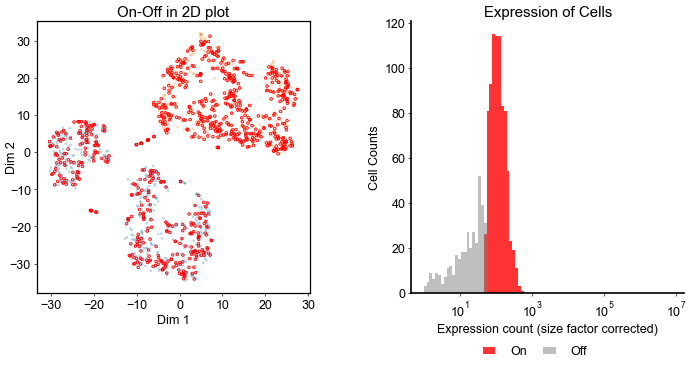 On-Off in 2D plot
30
20
10
0
−10
−20
−30
Dim 2
−30 −20 −10 0 10 20 30
Dim 1
Expression of Cells
120
100
80
60
40
20
0
Cell Counts
10^1 10^3 10^5 10^7
Expression count (size factor corrected)
On Off